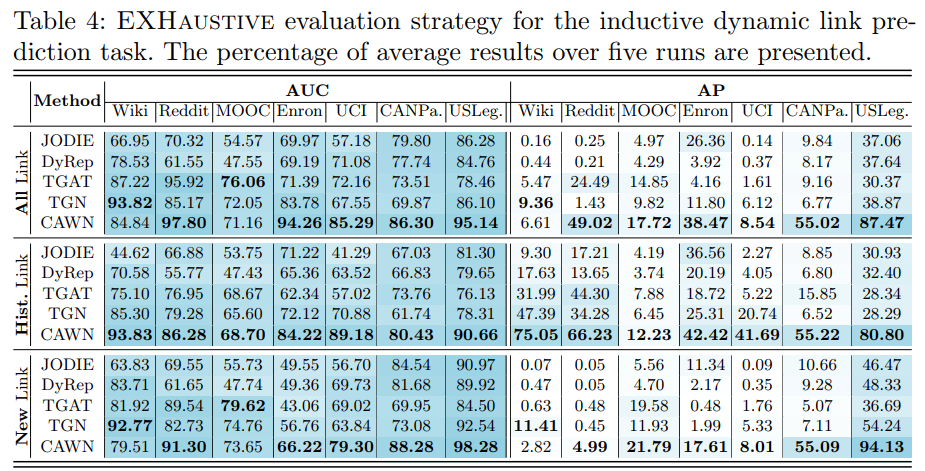 Table 4: EXHAUSTIVE evaluation strategy for the inductive dynamic link pre-
diction task. The percentage of average results over five runs are presented.
Method AUC AP
Wiki Reddit MOOC Enron UCI CANPa. USLeg. Wiki Reddit MOOC Enron UCI CANPa. USLeg.
All Link
JODIE 66.95 70.32 54.57 69.97 57.18 79.80 86.28 0.16 0.25 4.97 26.36 0.14 9.84 37.06
DyRep 78.53 61.55 47.55 69.19 71.08 77.74 84.76 0.44 0.21 4.29 3.92 0.37 8.17 37.64
TGAT 87.22 95.92 76.06 71.39 72.16 73.51 78.46 5.47 24.49 14.85 4.16 1.61 9.16 30.37
TGN 93.82 85.17 72.05 83.78 67.55 69.87 86.10 9.36 1.43 9.82 11.80 6.12 6.77 38.87
CAWN 84.84 97.80 71.16 94.26 85.29 86.30 95.14 6.61 49.02 17.72 38.47 8.54 55.02 87.47
Hist. Link
JODIE 44.62 66.88 53.75 71.22 41.29 67.03 81.30 9.30 17.21 4.19 36.56 2.27 8.85 30.93
DyRep 70.58 55.77 47.43 65.36 63.52 66.83 79.65 17.63 13.65 3.74 20.19 4.05 6.80 32.40
TGAT 75.10 76.95 68.67 62.34 57.02 73.76 76.13 31.99 44.30 7.88 18.72 5.22 15.85 28.34
TGN 85.30 79.28 65.60 72.12 70.88 61.74 78.31 47.39 34.28 6.45 25.31 20.74 6.52 28.29
CAWN 93.83 86.28 68.70 84.22 89.18 80.43 90.66 75.05 66.23 12.23 42.42 41.69 55.22 80.80
New Link
JODIE 63.83 69.55 55.73 49.55 56.70 84.54 90.97 0.07 0.05 5.56 11.34 0.09 10.66 46.47
DyRep 83.71 61.65 47.74 49.36 69.73 81.68 89.92 0.47 0.05 4.70 2.17 0.35 9.28 48.33
TGAT 81.92 89.54 79.62 43.06 69.02 69.95 84.50 0.63 0.48 19.58 0.48 1.76 5.07 36.69
TGN 92.77 82.73 74.76 56.76 63.84 73.08 92.54 11.41 0.45 11.93 1.99 5.33 7.11 54.24
CAWN 79.51 91.30 73.65 66.22 79.30 88.28 98.28 2.82 4.99 21.79 17.61 8.01 55.09 94.13